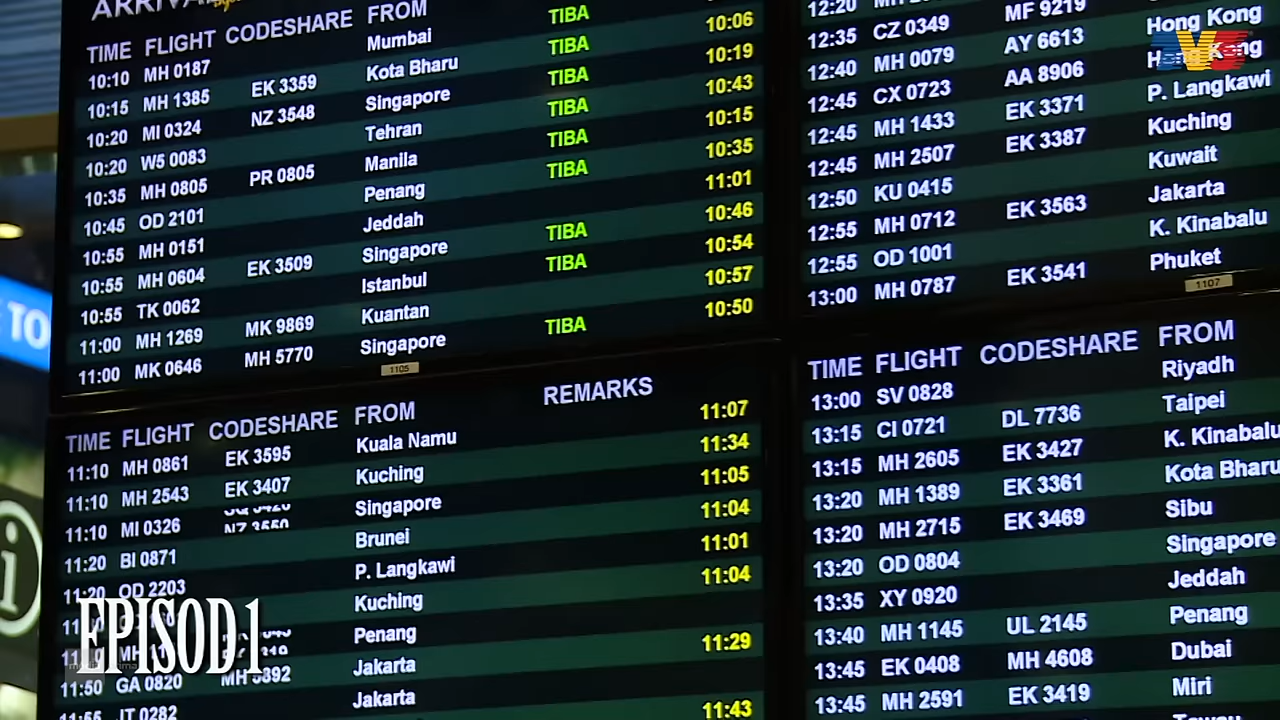 TIME FLIGHT CODESHARE FROM
10:10 MH 0187 Mumbai TIBA
10:15 MH 1385 EK 3359 Kota Bharu TIBA 10:06
10:20 MI 0324 NZ 3548 Singapore TIBA 10:19
10:20 W5 0083 Tehran TIBA 10:43
10:35 MH 0805 PR 0805 Manila TIBA 10:15
10:45 OD 2101 Penang TIBA 10:35
10:55 MH 0151 Jeddah 11:01
10:55 MH 0604 EK 3509 Singapore TIBA 10:46
10:55 TK 0062 Istanbul TIBA 10:54
11:00 MH 1269 MK 9869 Kuantan 10:57
11:00 MK 0646 MH 5770 Singapore TIBA 10:50
1105
12:20
12:35 CZ 0349 MF 9219
12:40 MH 0079 AY 6613 Hong Kong
12:45 CX 0723 AA 8906 Hong Kong
12:45 MH 1433 EK 3371 P. Langkawi
12:45 MH 2507 EK 3387 Kuching
12:50 KU 0415 Kuwait
12:55 MH 0712 EK 3563 Jakarta
12:55 OD 1001 K. Kinabalu
13:00 MH 0787 EK 3541 Phuket
1107
TIME FLIGHT CODESHARE FROM REMARKS
11:10 MH 0861 EK 3595 Kuala Namu 11:07
11:10 MH 2543 EK 3407 Kuching 11:34
11:10 MI 0326 Singapore 11:05
11:20 BI 0871 Brunei 11:04
11:20 OD 2203 P. Langkawi 11:01
Kuching 11:04
Penang
11:50 GA 0820 Jakarta 11:29
11:55 JT 0282 Jakarta
11:43
TIME FLIGHT CODESHARE FROM
13:00 SV 0828 Riyadh
13:15 CI 0721 DL 7736 Taipei
13:15 MH 2605 EK 3427 K. Kinabalu
13:20 MH 1389 EK 3361 Kota Bharu
13:20 MH 2715 EK 3469 Sibu
13:20 OD 0804 Singapore
13:35 XY 0920 Jeddah
13:40 MH 1145 UL 2145 Penang
13:45 EK 0408 MH 4608 Dubai
13:45 MH 2591 EK 3419 Miri
TO
i
EPISOD 1